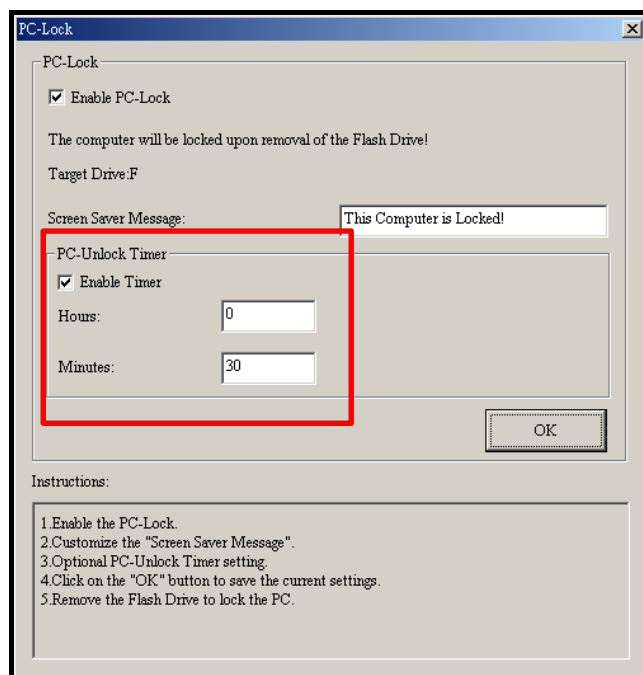 PC-Lock
PC-Lock
Enable PC-Lock
The computer will be locked upon removal of the Flash Drive!
Target Drive:F
Screen Saver Message: This Computer is Locked!
PC-Unlock Timer
Enable Timer
Hours: 0
Minutes: 30
OK
Instructions:
1.Enable the PC-Lock.
2.Customize the "Screen Saver Message".
3.Optional PC-Unlock Timer setting.
4.Click on the "OK" button to save the current settings.
5.Remove the Flash Drive to lock the PC.